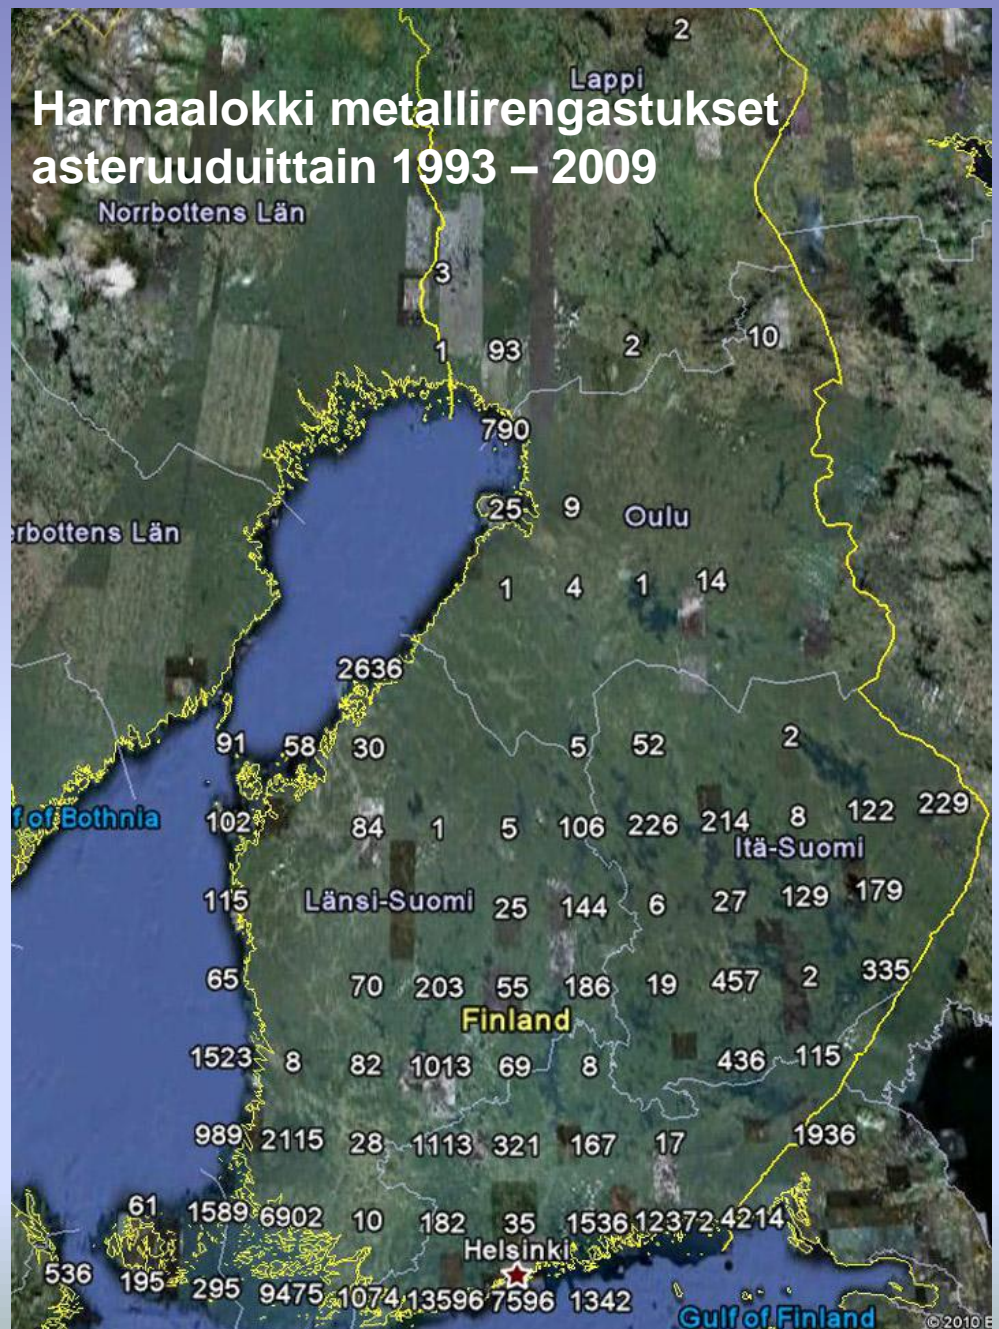 2
Lappi
Harmaalokki metallirengastukset
asteruuduittain 1993 – 2009
Norrbottens Län
3
1 93 2 10
790
25 9 Oulu
rbottens Län
1 4 1 14
2636
91 58 30 5 52 2
f of Bothnia 102 84 1 5 106 226 214 8 122 229
Itä-Suomi
115 Länsi-Suomi 25 144 6 27 129 179
65 70 203 55 186 19 457 2 335
Finland
1523 8 82 1013 69 8 436 115
989 2115 28 1113 321 167 17 1936
61 1589 6902 10 182 35 1536 12372 4214
Helsinki
536 195 295 9475 1074 13596 7596 1342
Gulf of Finland
© 2010 E